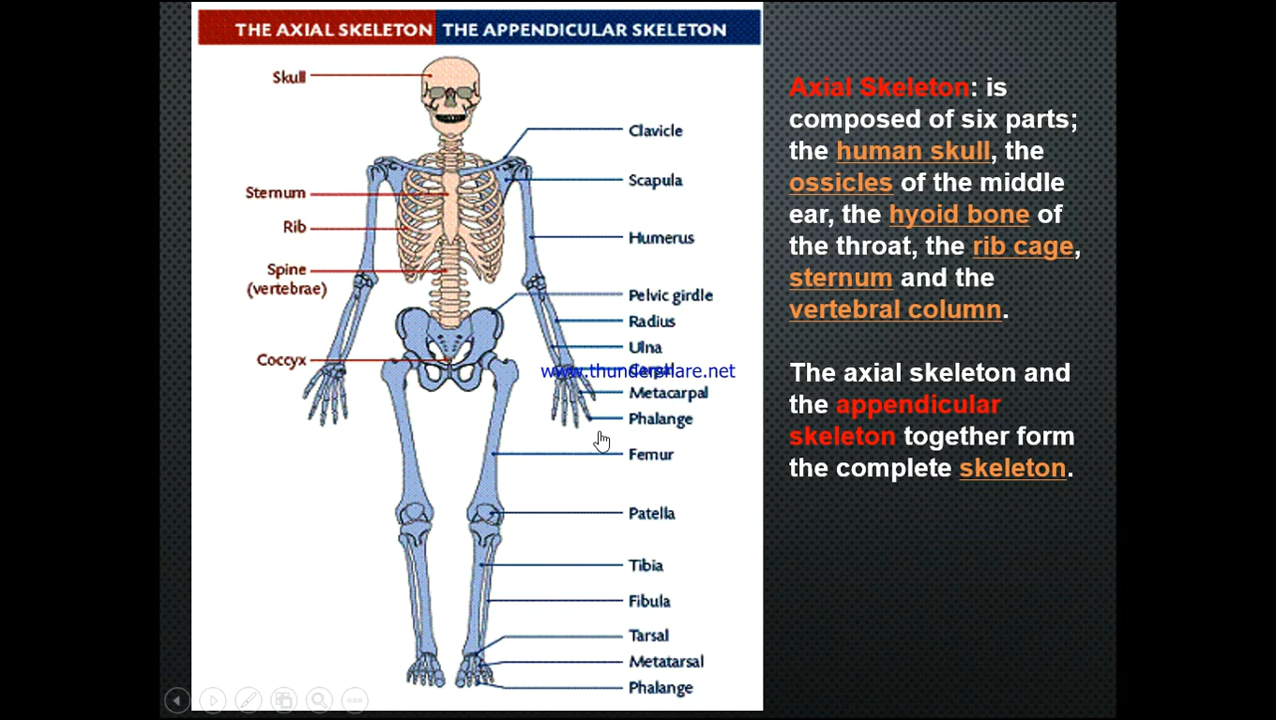 THE AXIAL SKELETON THE APPENDICULAR SKELETON
Skull
Sternum
Rib
Spine
(vertebrae)
Coccyx
Clavicle
Scapula
Humerus
Pelvic girdle
Radius
Ulna
www.thundershare.net
Metacarpal
Phalange
Femur
Patella
Tibia
Fibula
Tarsal
Metatarsal
Phalange
Axial Skeleton: is
composed of six parts;
the human skull, the
ossicles of the middle
ear, the hyoid bone of
the throat, the rib cage,
sternum and the
vertebral column.
The axial skeleton and
the appendicular
skeleton together form
the complete skeleton.